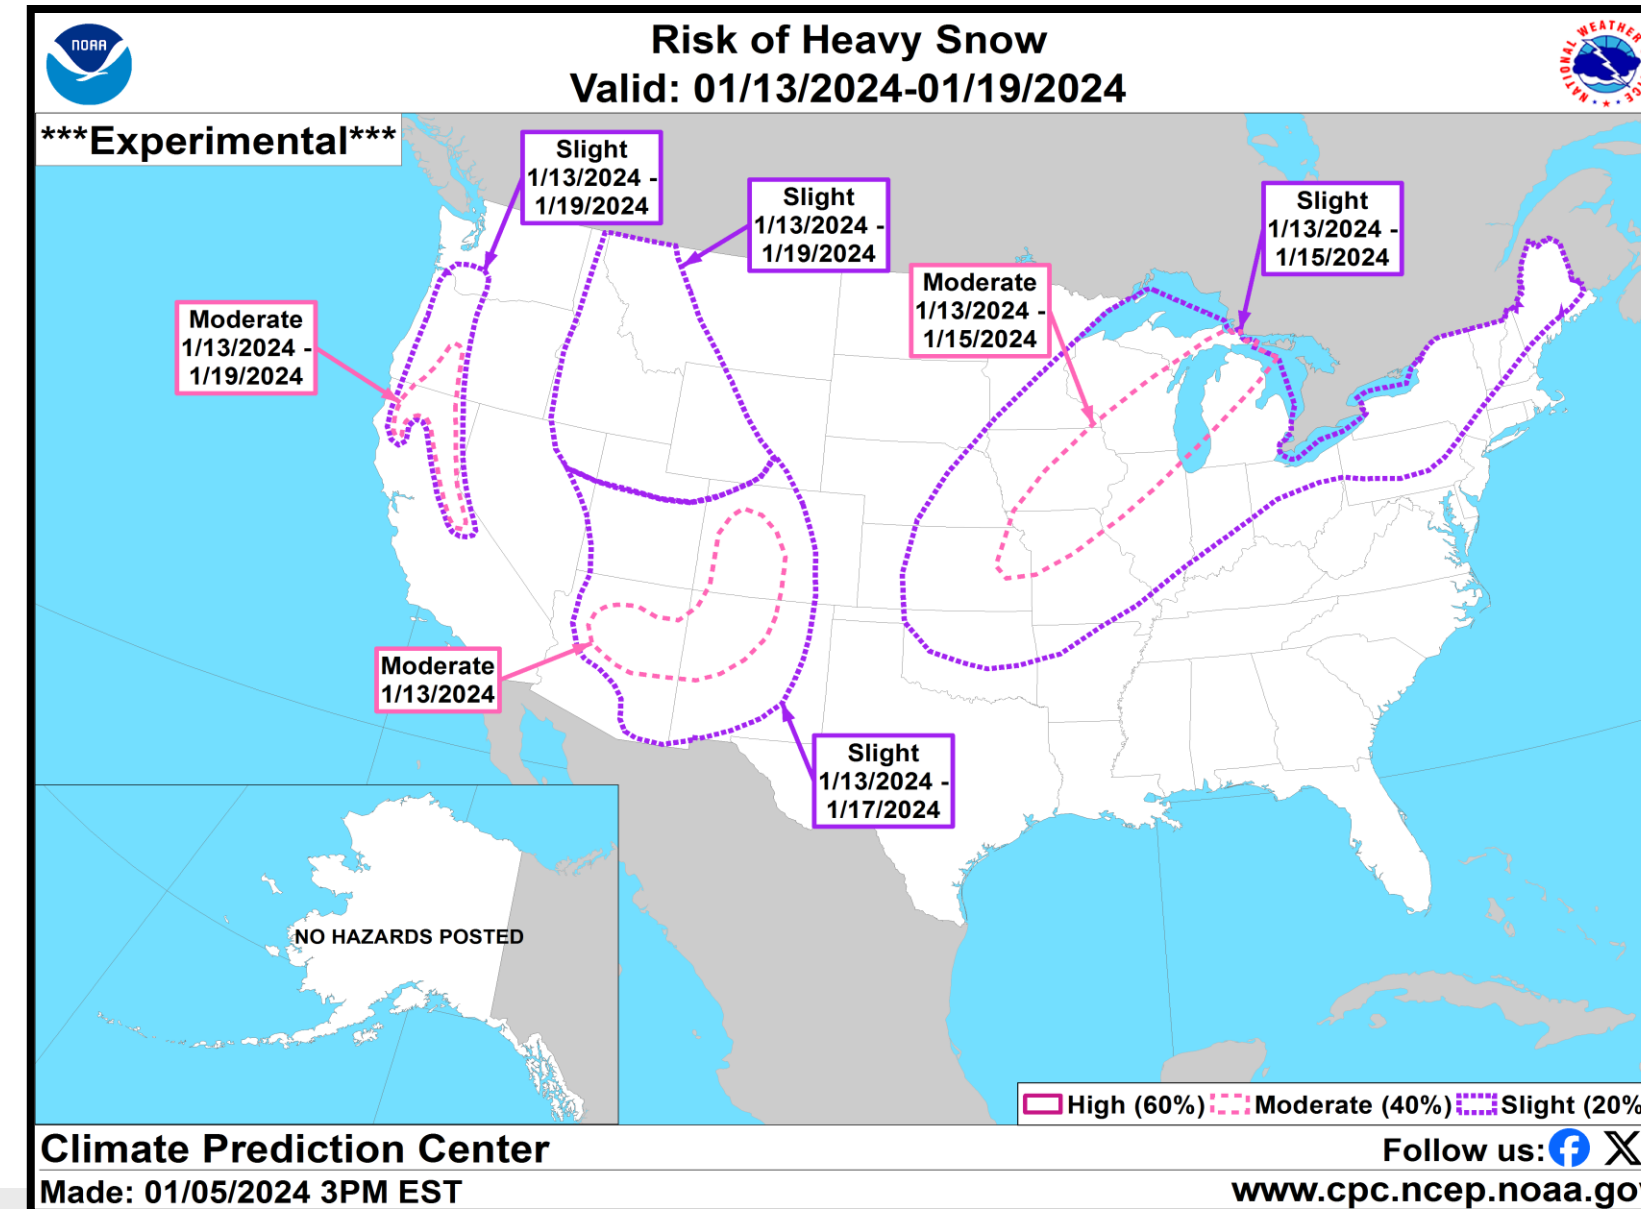 NOAA
Risk of Heavy Snow
Valid: 01/13/2024-01/19/2024
NATIONAL WEATHER
***Experimental***
Slight
1/13/2024 -
1/19/2024
Slight
1/13/2024 -
1/19/2024
Slight
1/13/2024 -
1/15/2024
Moderate
1/13/2024 -
1/15/2024
Moderate
1/13/2024 -
1/19/2024
Moderate
1/13/2024
Slight
1/13/2024 -
1/17/2024
NO HAZARDS POSTED
High (60%) Moderate (40%) Slight (20%
Climate Prediction Center
Follow us:
Made: 01/05/2024 3PM EST
www.cpc.ncep.noaa.gov